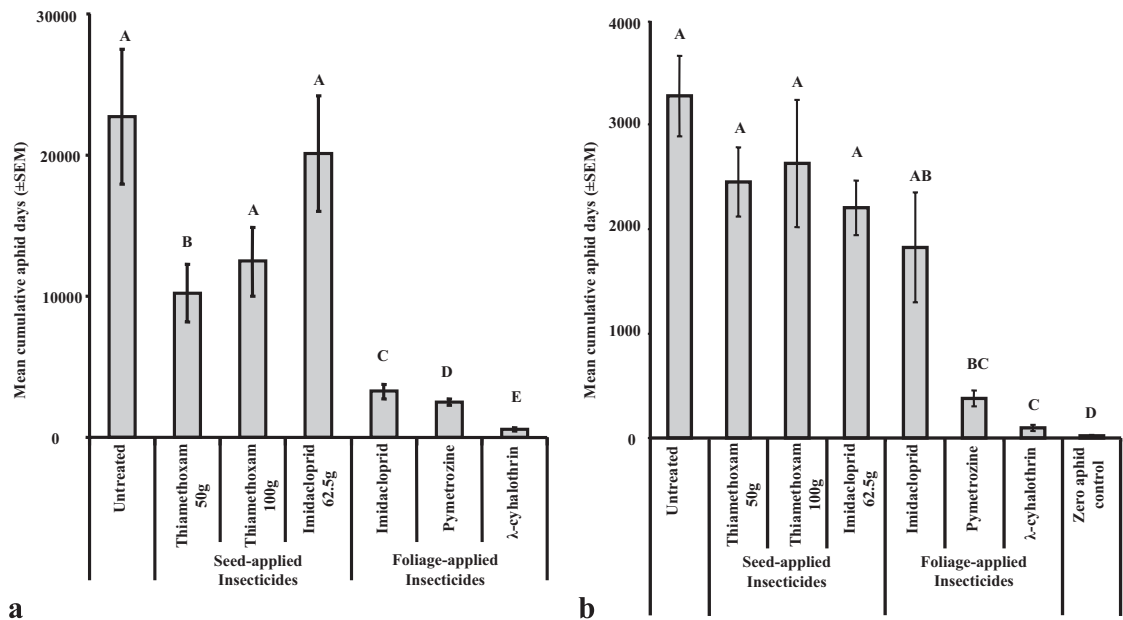 30000
20000
10000
0
Mean cumulative aphid days (±SEM)
A
B
A
A
C
D
E
Untreated
Thiamethoxam
50g
Thiamethoxam
100g
Imidacloprid
62.5g
Imidacloprid
Pymetrozine
λ-cyhalothrin
Seed-applied
Insecticides
Foliage-applied
Insecticides
a
4000
3000
2000
1000
0
Mean cumulative aphid days (±SEM)
A
A
A
A
AB
BC
C
D
Untreated
Thiamethoxam
50g
Thiamethoxam
100g
Imidacloprid
62.5g
Imidacloprid
Pymetrozine
λ-cyhalothrin
Zero aphid
control
Seed-applied
Insecticides
Foliage-applied
Insecticides
b